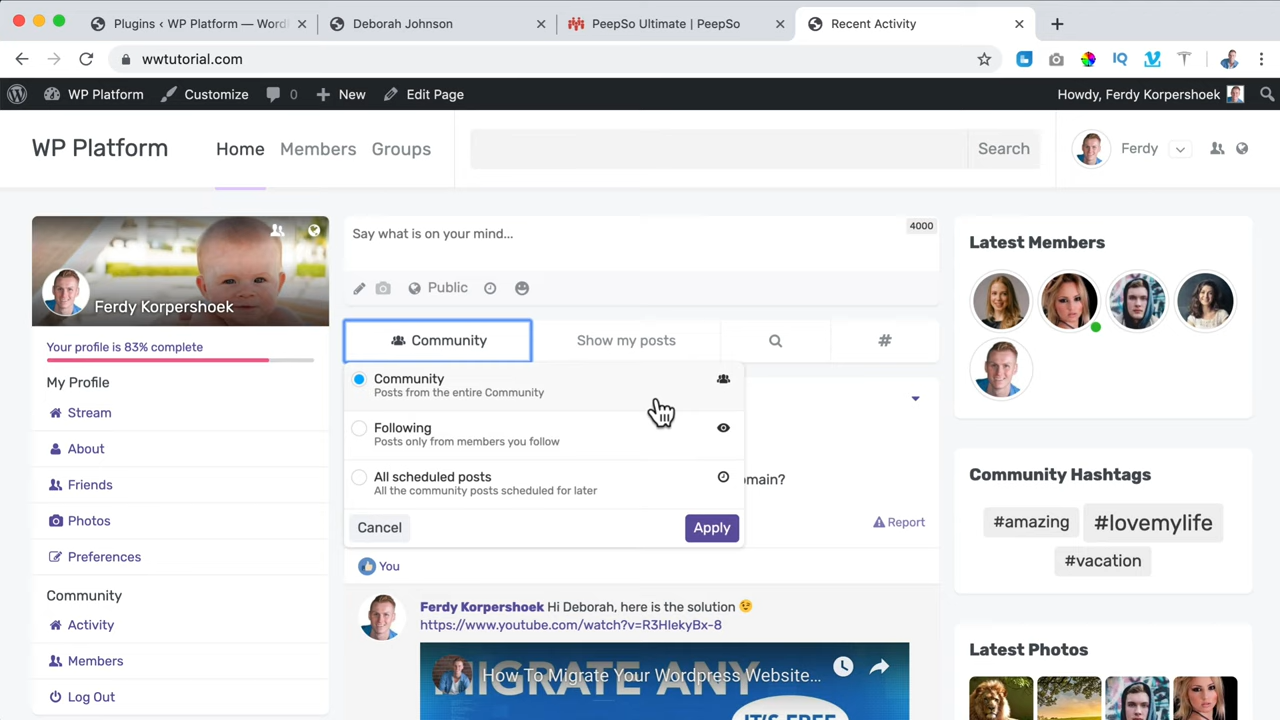 Plugins ‹ WP Platform — Word
Deborah Johnson
PeepSo Ultimate | PeepSo
Recent Activity
wwtutorial.com
WP Platform
Customize
0
New
Edit Page
Howdy, Ferdy Korpershoek
WP Platform
Home
Members
Groups
Search
Ferdy
Ferdy Korpershoek
Your profile is 83% complete
My Profile
Stream
About
Friends
Photos
Preferences
Community
Activity
Members
Log Out
Say what is on your mind...
4000
Public
Community
Show my posts
#
Community
Posts from the entire Community
Following
Posts only from members you follow
All scheduled posts
All the community posts scheduled for later
Cancel
Apply
omain?
Report
You
Ferdy Korpershoek Hi Deborah, here is the solution 😉
https://www.youtube.com/watch?v=R3HlekyBx-8
MIGRATE ANY
How To Migrate Your Wordpress Website...
IT'S FREE
Latest Members
Community Hashtags
#amazing
#lovemylife
#vacation
Latest Photos